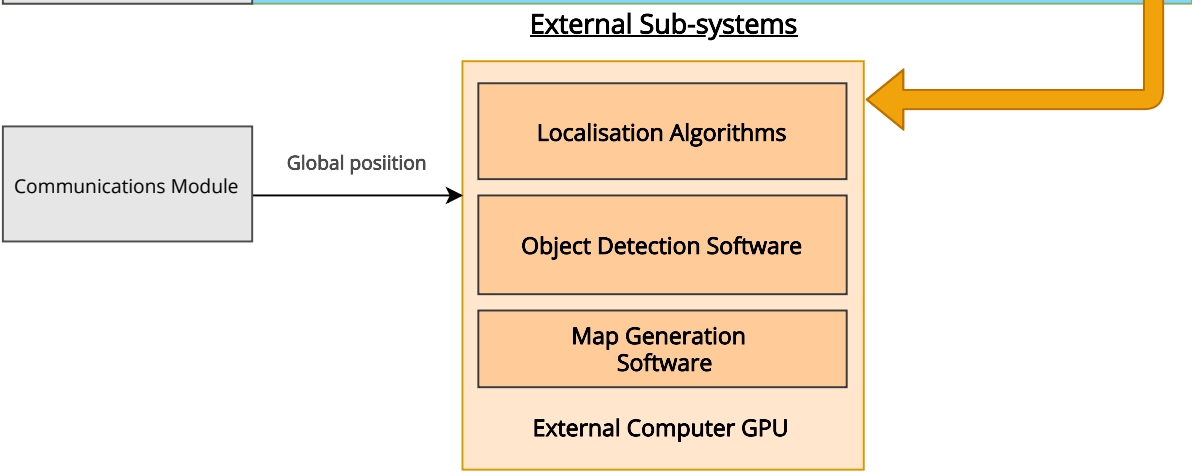 External Sub-systems
Localisation Algorithms
Global posiition
Communications Module
Object Detection Software
Map Generation
Software
External Computer GPU